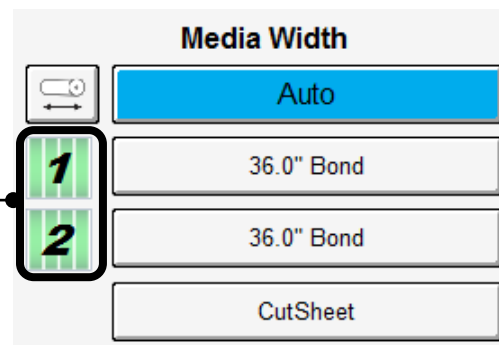 Media Width
Auto
1 36.0" Bond
2 36.0" Bond
CutSheet